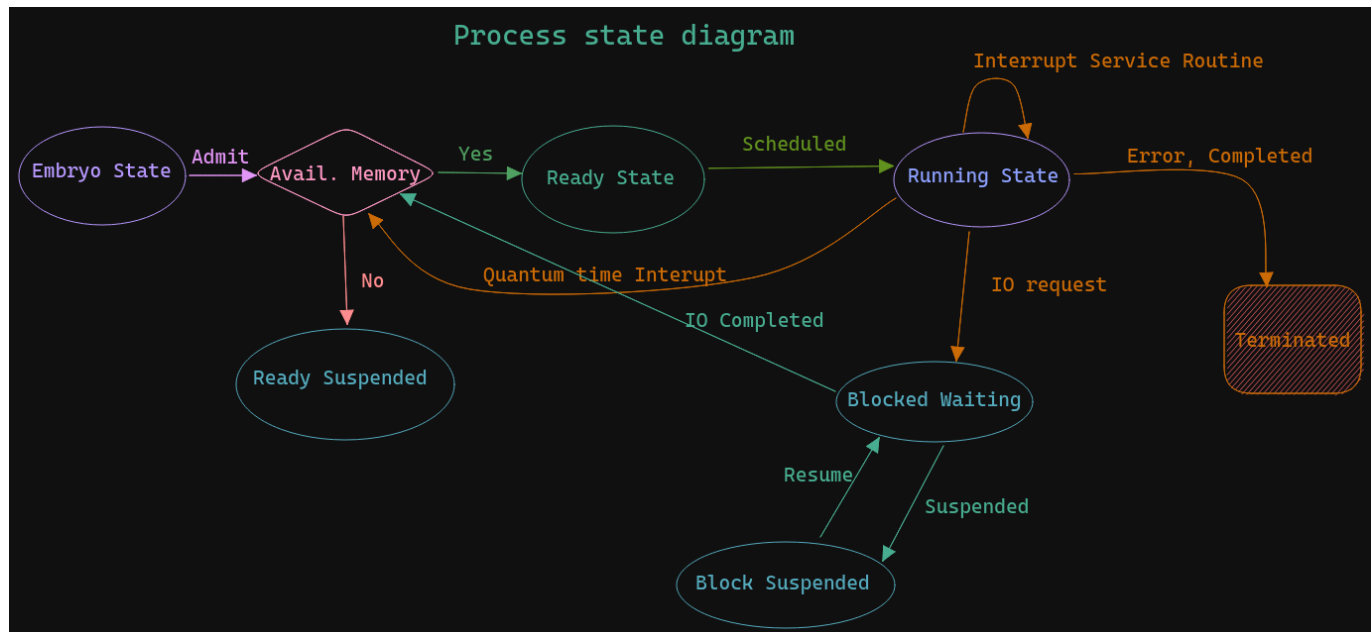 Process state diagram
Interrupt Service Routine
Embryo State
Admit
Avail. Memory
Yes
Ready State
Scheduled
Running State
Error, Completed
No
Quantum time Interupt
IO request
IO Completed
Terminated
Ready Suspended
Blocked Waiting
Resume
Suspended
Block Suspended